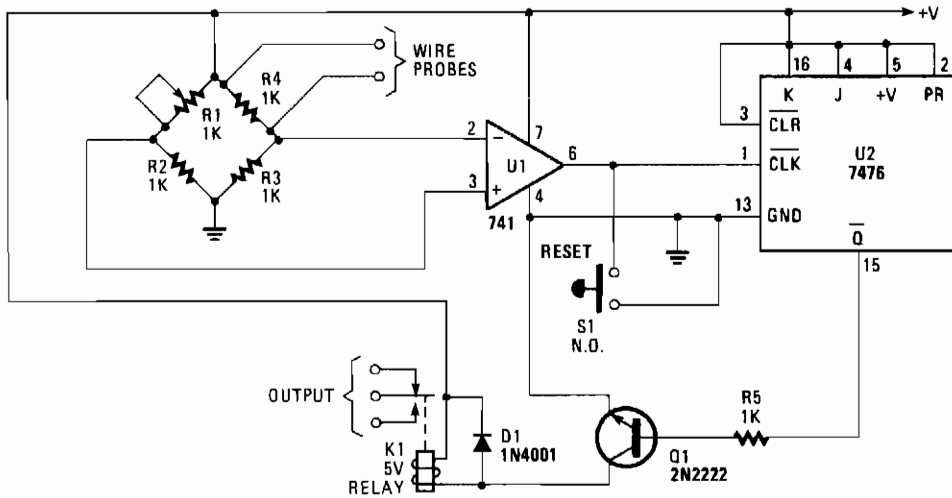 +V
WIRE
PROBES
R4
1K
R1
1K
R2
1K
R3
1K
2
−
7
U1
6
3
+
4
741
16
4
5
2
K
J
+V
PR
3
CLR
1
CLK
U2
7476
13
GND
Q
15
RESET
S1
N.O.
OUTPUT
K1
5V
RELAY
D1
1N4001
Q1
2N2222
R5
1K